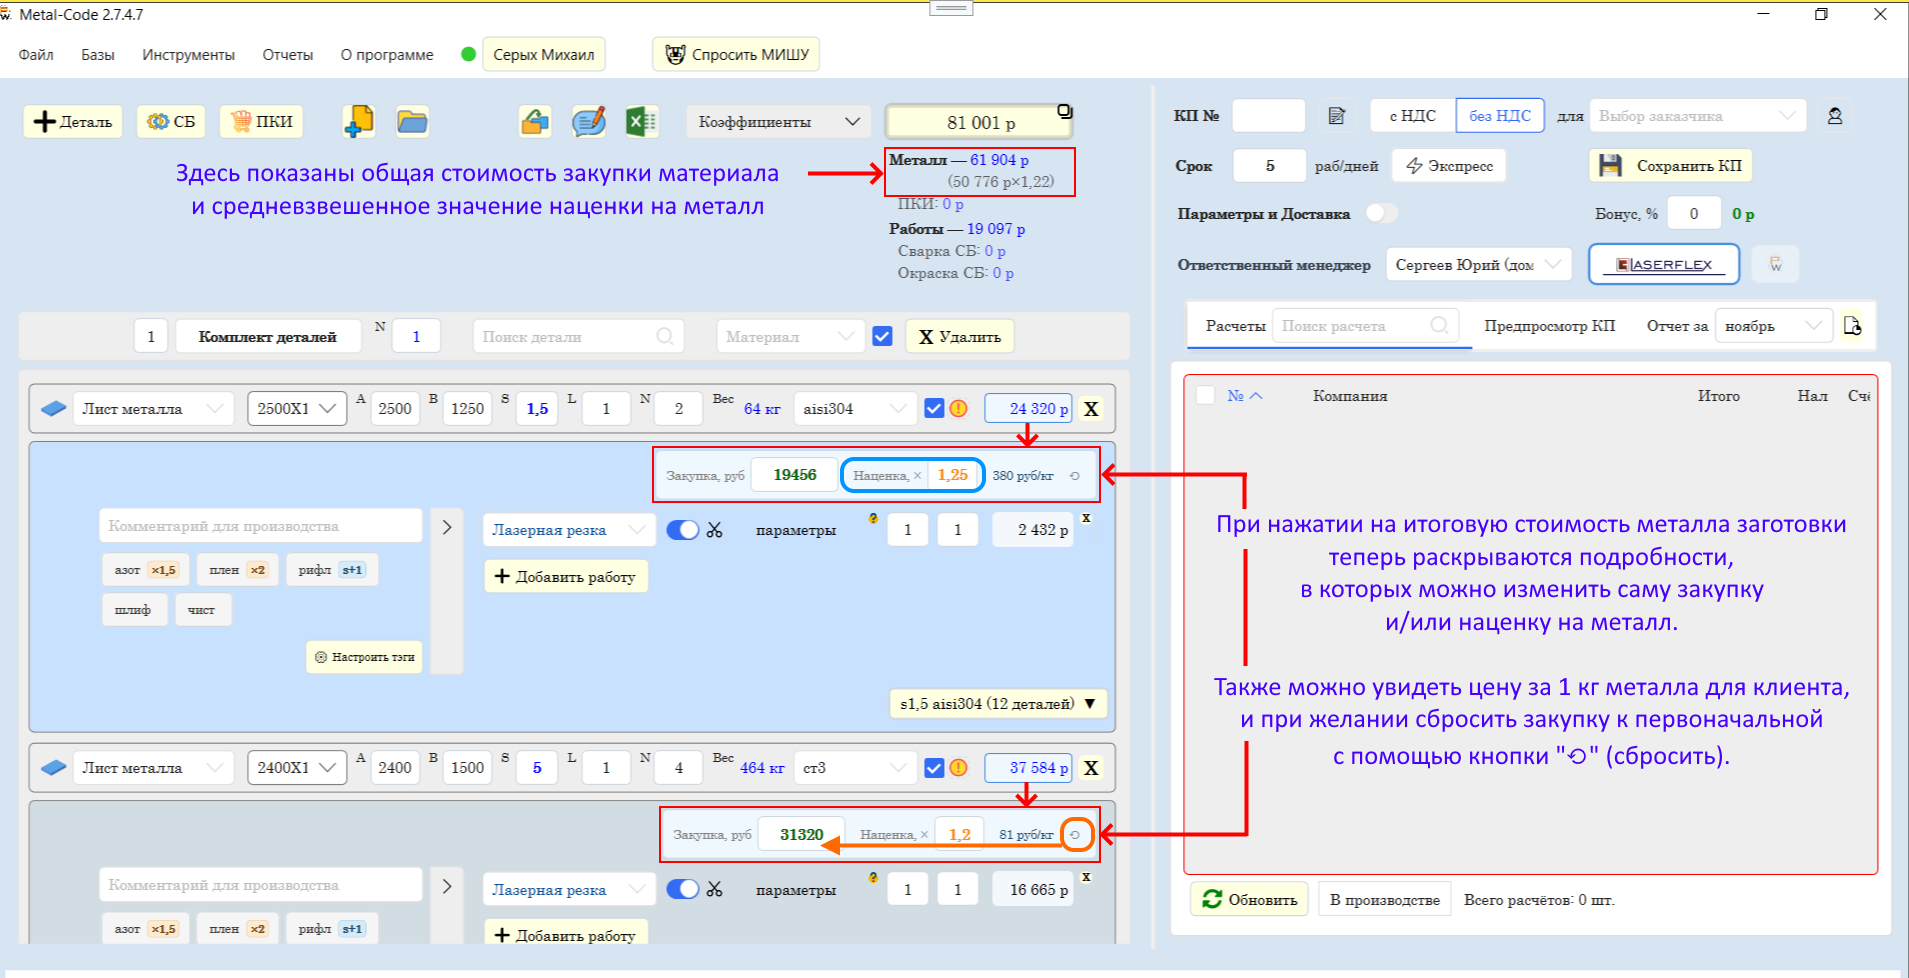 Metal-Code 2.7.4.7
Файл Базы Инструменты Отчеты О программе Серых Михаил Спросить МИШУ
Деталь СБ ПКИ Коэффициенты 81 001 р
Металл — 61 904 р
(50 776 р×1,22)
ПКИ: 0 р
Работы — 19 097 р
Сварка СБ: 0 р
Окраска СБ: 0 р
Здесь показаны общая стоимость закупки материала
и средневзвешенное значение наценки на металл
КП № с НДС без НДС для Выбор заказчика
Срок 5 раб/дней Экспресс Сохранить КП
Параметры и Доставка Бонус, % 0 0 р
Ответственный менеджер Сергеев Юрий (дом LASERFLEX
1 Комплект деталей N 1 Поиск детали Материал X Удалить
Расчеты Поиск расчета Предпросмотр КП Отчет за ноябрь
Лист металла 2500X1 A 2500 B 1250 S 1,5 L 1 N 2 Вес 64 кг aisi304 24 320 р X
Закупка, руб 19456 Наценка, × 1,25 380 руб/кг
Комментарий для производства Лазерная резка параметры 1 1 2 432 р X
азот ×1,5 плен ×2 рифл s+1 Добавить работу
шлиф чист
Настроить тэги
s1,5 aisi304 (12 деталей) ▼
Лист металла 2400X1 A 2400 B 1500 S 5 L 1 N 4 Вес 464 кг ст3 37 584 р X
Закупка, руб 31320 Наценка, × 1,2 81 руб/кг
Комментарий для производства Лазерная резка параметры 1 1 16 665 р X
азот ×1,5 плен ×2 рифл s+1 Добавить работу
№ Компания Итого Нал
При нажатии на итоговую стоимость металла заготовки
теперь раскрываются подробности,
в которых можно изменить саму закупку
и/или наценку на металл.
Также можно увидеть цену за 1 кг металла для клиента,
и при желании сбросить закупку к первоначальной
с помощью кнопки "⟲" (сбросить).
Обновить В производстве Всего расчётов: 0 шт.